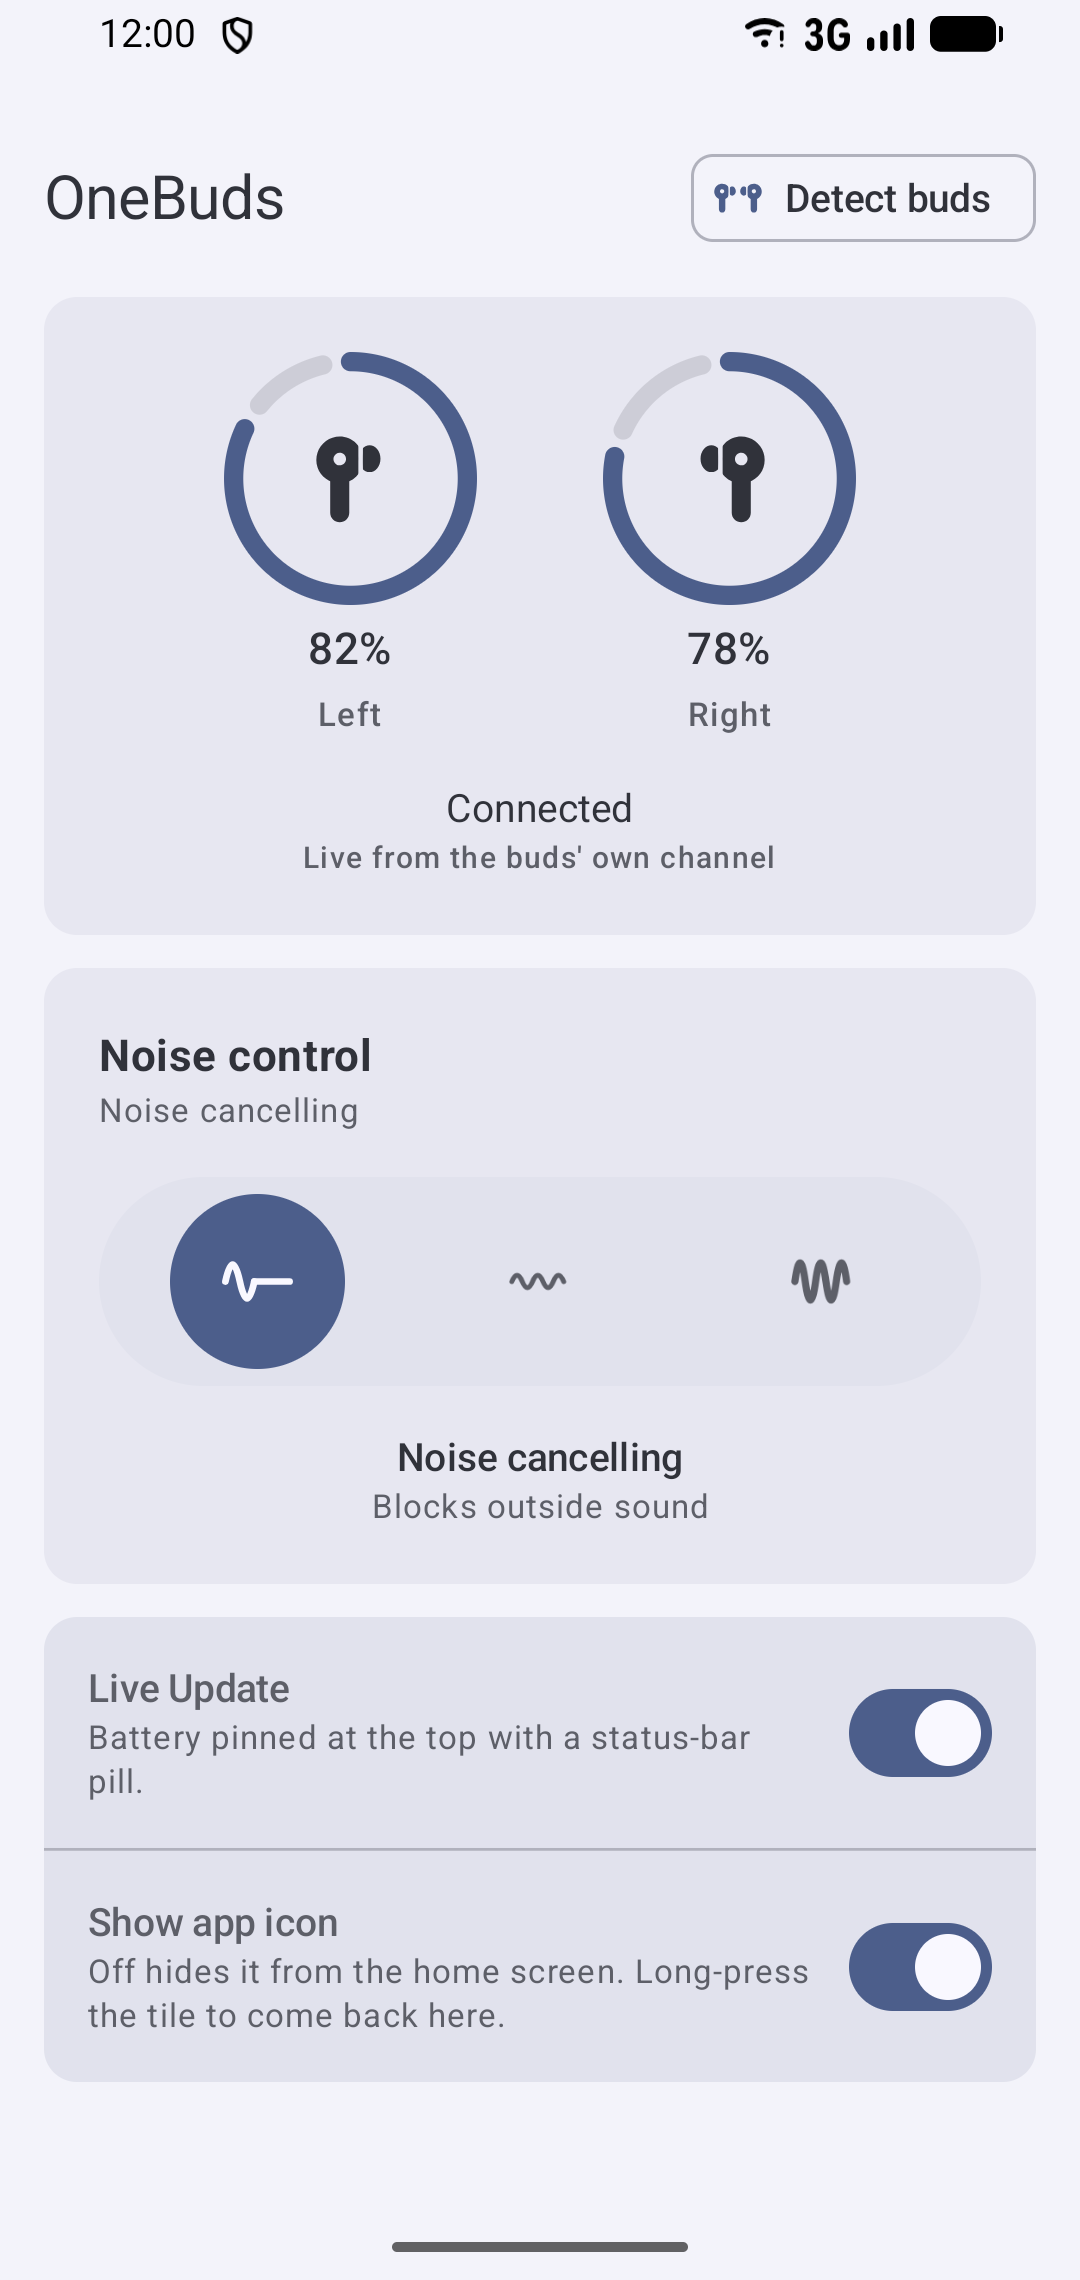 12:00
3G
OneBuds
Detect buds
82%
78%
Left
Right
Connected
Live from the buds' own channel
Noise control
Noise cancelling
Noise cancelling
Blocks outside sound
Live Update
Battery pinned at the top with a status-bar
pill.
Show app icon
Off hides it from the home screen. Long-press
the tile to come back here.